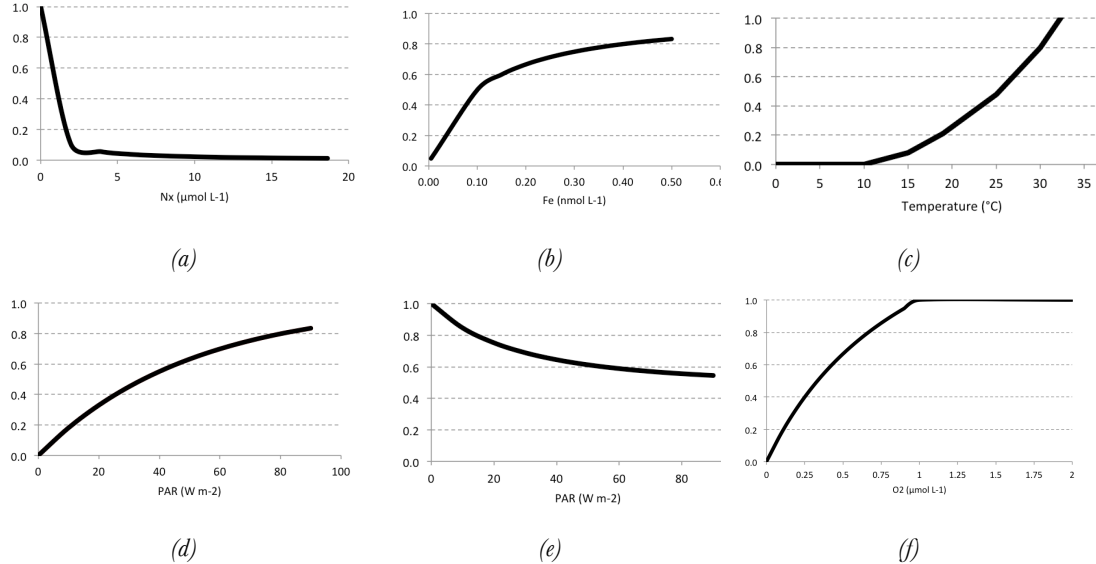 1.0
0.8
0.6
0.4
0.2
0.0
0 5 10 15 20
Nx (µmol L-1)
(a)
1.0
0.8
0.6
0.4
0.2
0.0
0.00 0.10 0.20 0.30 0.40 0.50
Fe (nmol L-1)
(b)
1.0
0.8
0.6
0.4
0.2
0.0
0 5 10 15 20 25 30 35
Temperature (°C)
(c)
1.0
0.8
0.6
0.4
0.2
0.0
0 20 40 60 80 100
PAR (W m-2)
(d)
1.0
0.8
0.6
0.4
0.2
0.0
0 20 40 60 80
PAR (W m-2)
(e)
1.0
0.8
0.6
0.4
0.2
0.0
0 0.25 0.5 0.75 1 1.25 1.5 1.75 2
O2 (µmol L-1)
(f)